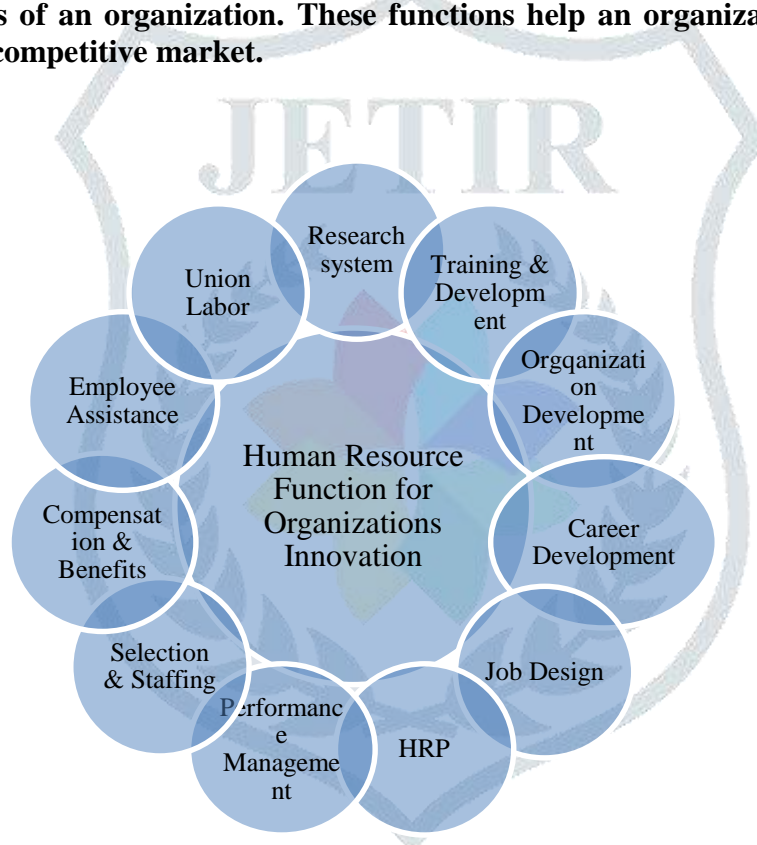 s of an organization. These functions help an organiza
competitive market.
JETIR
Research
system
Training &
Developm
ent
Orgqanizati
on
Developme
nt
Career
Development
Job Design
HRP
Performanc
e
Manageme
nt
Selection
& Staffing
Compensat
ion &
Benefits
Employee
Assistance
Union
Labor
Human Resource
Function for
Organizations
Innovation